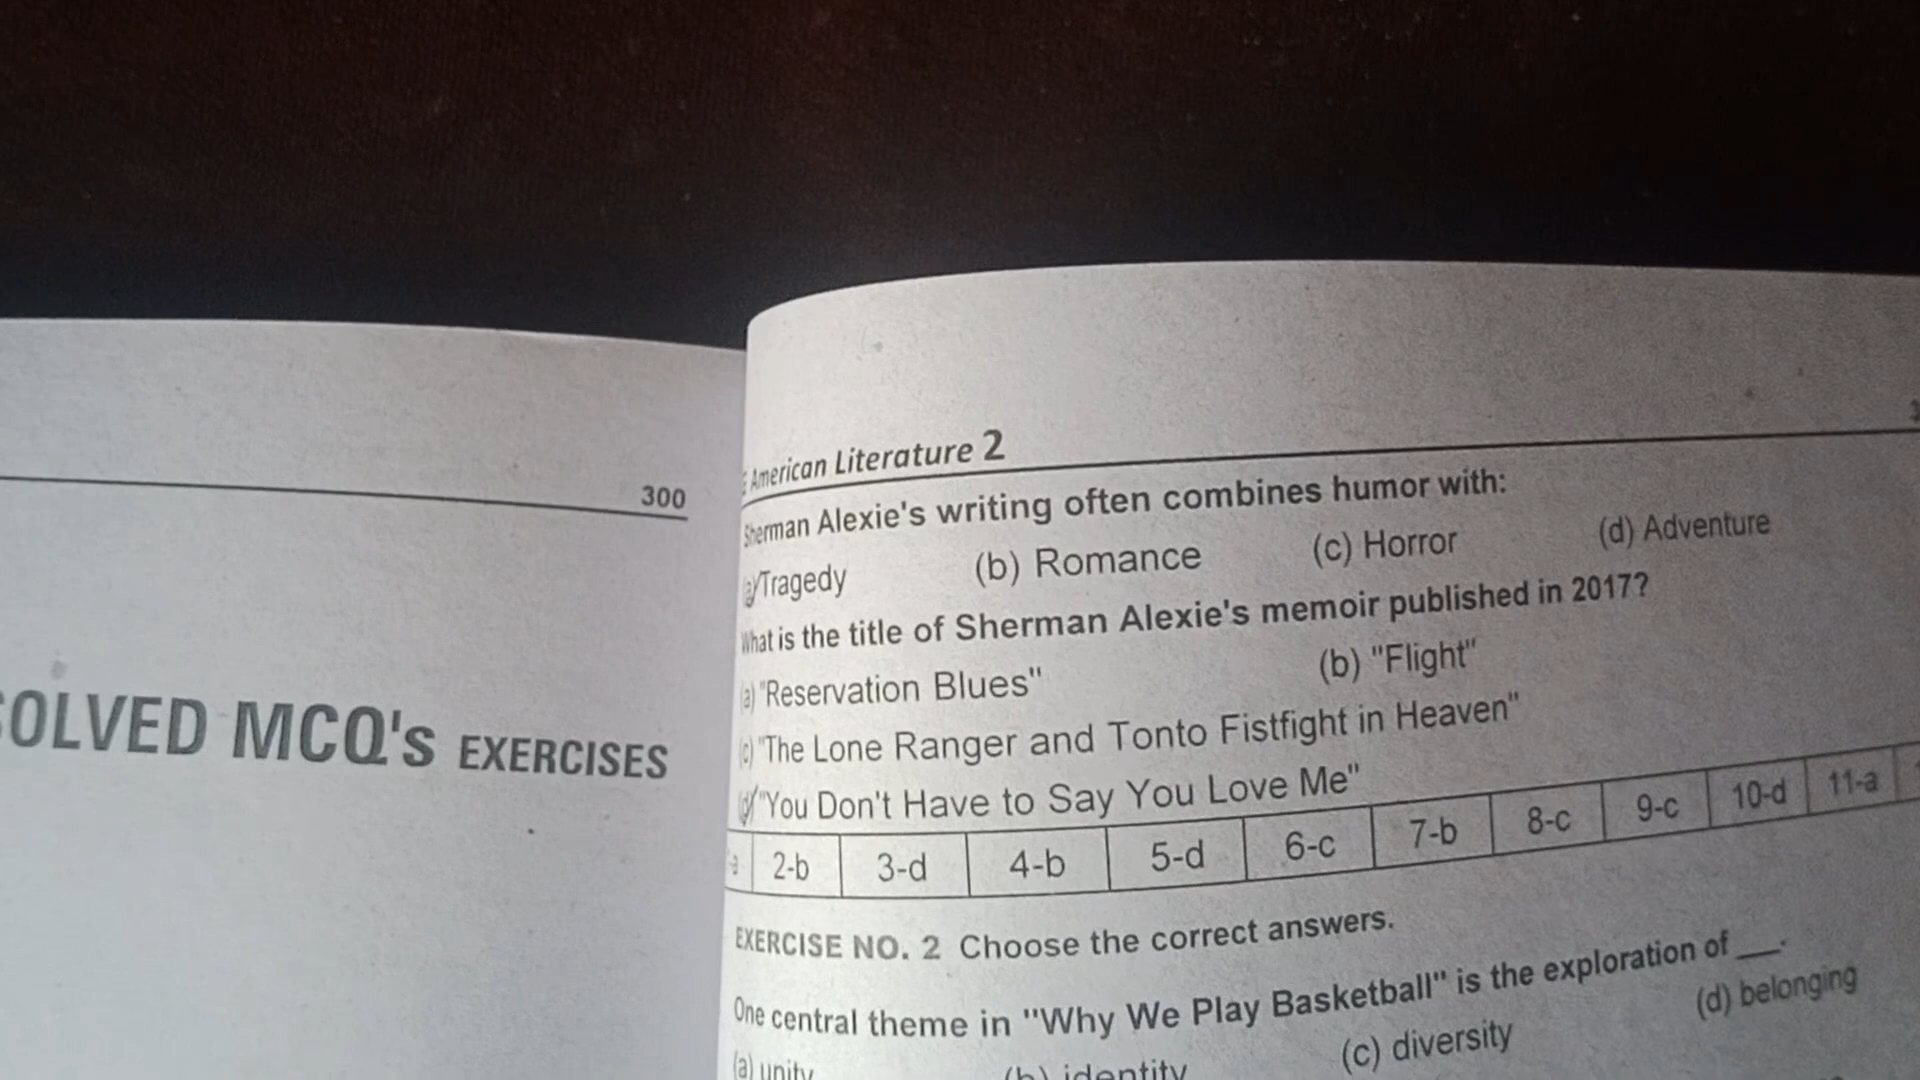 300
OLVED MCQ's EXERCISES
American Literature 2
Sherman Alexie's writing often combines humor with:
(a) Tragedy (b) Romance (c) Horror (d) Adventure
What is the title of Sherman Alexie's memoir published in 2017?
(a) "Reservation Blues" (b) "Flight"
(c) "The Lone Ranger and Tonto Fistfight in Heaven"
(d) "You Don't Have to Say You Love Me"
-a 2-b 3-d 4-b 5-d 6-c 7-b 8-c 9-c 10-d 11-a
EXERCISE NO. 2 Choose the correct answers.
One central theme in "Why We Play Basketball" is the exploration of __.
(a) unity (b) identity (c) diversity (d) belonging